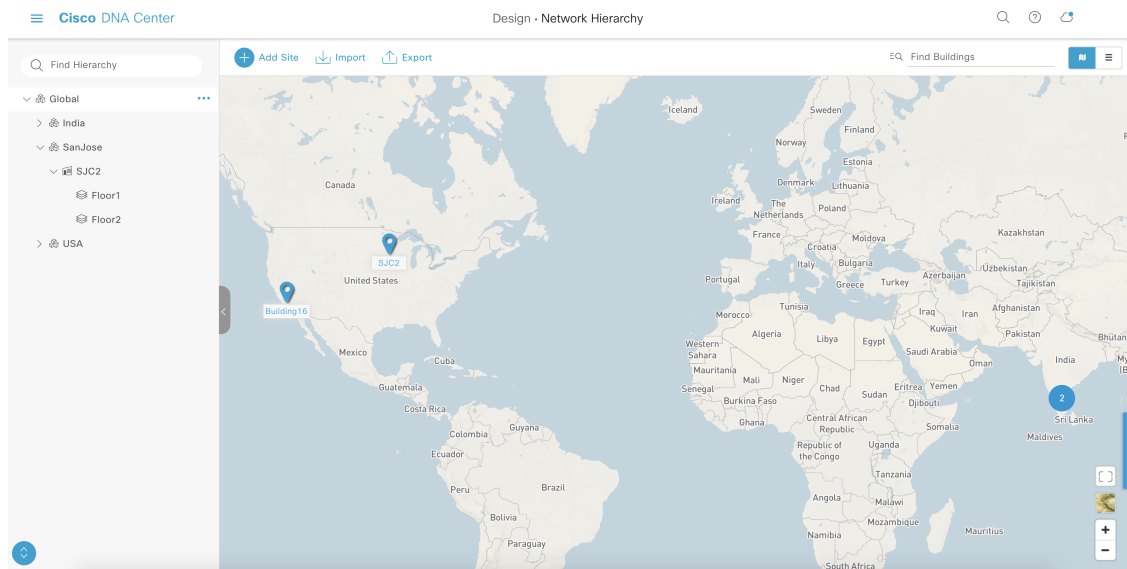 Cisco DNA Center
Design · Network Hierarchy
Find Hierarchy
Add Site
Import
Export
Find Buildings
Global
India
SanJose
SJC2
Floor1
Floor2
USA
Iceland
Sweden
Finland
Norway
Estonia
Canada
Denmark
Lithuania
Ireland
The
Netherlands
Poland
France
Moldova
Kazakhstan
Croatia
SJC2
Italy
Bulgaria
United States
Portugal
Greece
Turkey
Azerbaijan
Uzbekistan
Tajikistan
Building16
Morocco
Tunisia
Iraq
Iran
Afghanistan
Kuwait
Pakistan
Algeria
Libya
Egypt
Bhutan
Western
Sahara
Saudi Arabia
Oman
India
My
(B
Mexico
Cuba
Mauritania
Mali
Niger
Chad
Sudan
Eritrea
Yemen
Guatemala
Senegal
Burkina Faso
Djibouti
2
Costa Rica
Ghana
Central African
Republic
Somalia
Sri Lanka
Maldives
Colombia
Guyana
Republic of
the Congo
Uganda
Ecuador
Tanzania
Peru
Brazil
Angola
Malawi
Bolivia
Mozambique
Namibia
Mauritius
Paraguay
South Africa